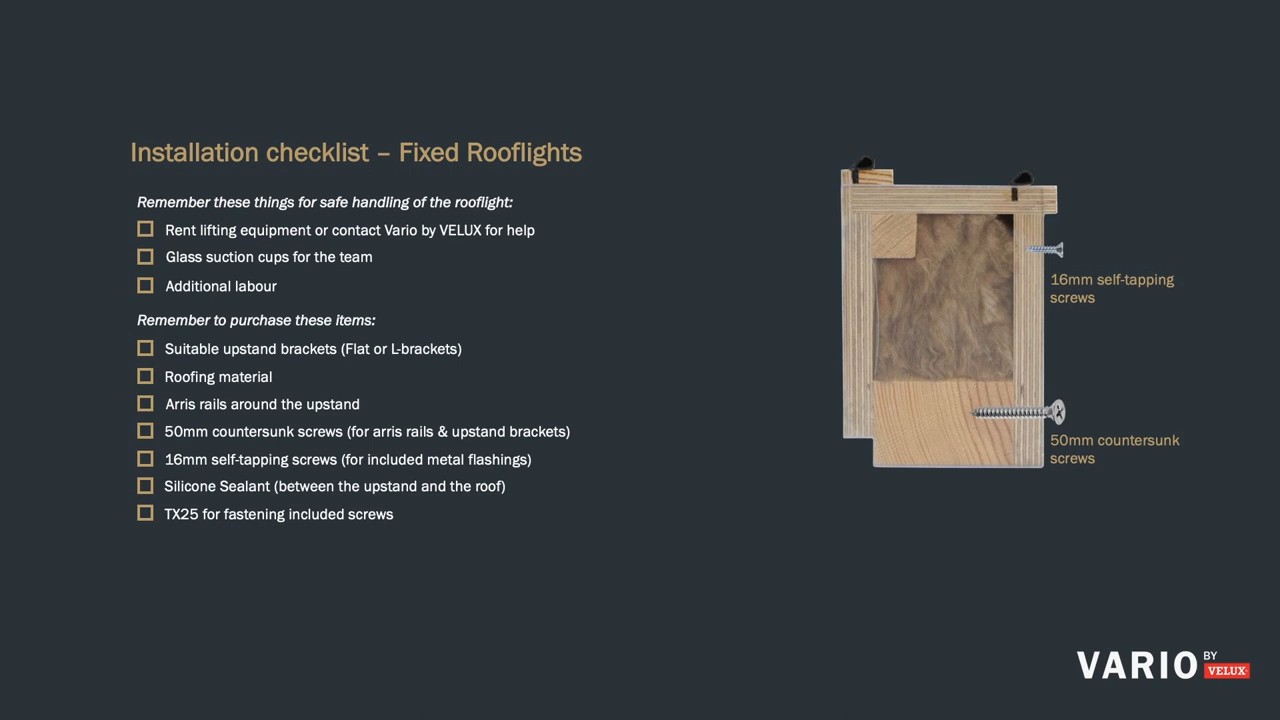 Installation checklist – Fixed Rooflights
Remember these things for safe handling of the rooflight:
Rent lifting equipment or contact Vario by VELUX for help
Glass suction cups for the team
Additional labour
Remember to purchase these items:
Suitable upstand brackets (Flat or L-brackets)
Roofing material
Arris rails around the upstand
50mm countersunk screws (for arris rails & upstand brackets)
16mm self-tapping screws (for included metal flashings)
Silicone Sealant (between the upstand and the roof)
TX25 for fastening included screws
16mm self-tapping
screws
50mm countersunk
screws
VARIO BY
VELUX